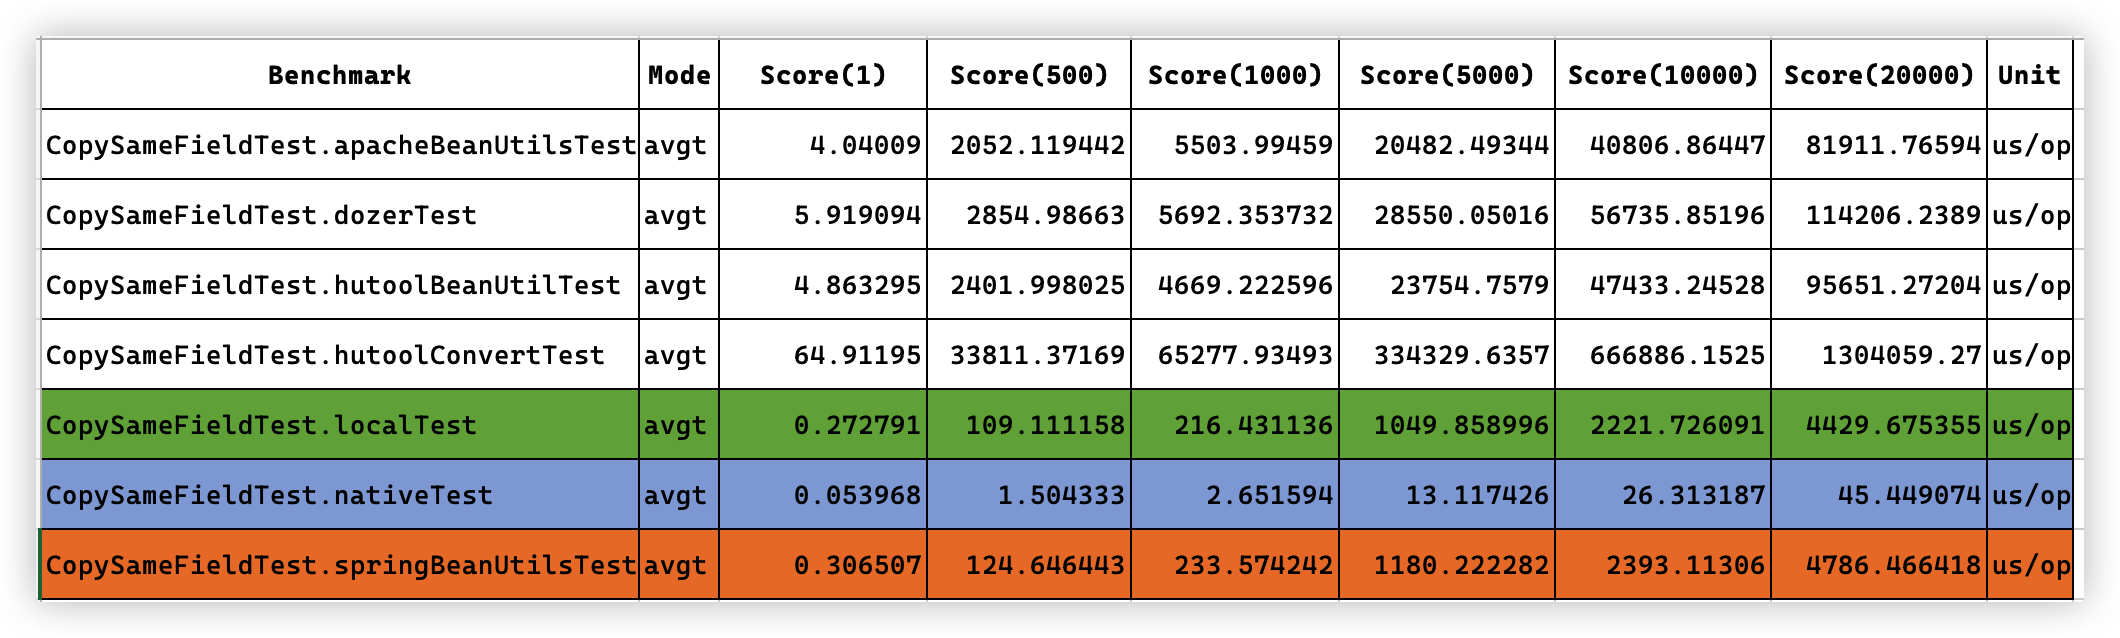 Benchmark Mode Score(1) Score(500) Score(1000) Score(5000) Score(10000) Score(20000) Unit
CopySameFieldTest.apacheBeanUtilsTest avgt 4.04009 2052.119442 5503.99459 20482.49344 40806.86447 81911.76594 us/op
CopySameFieldTest.dozerTest avgt 5.919094 2854.98663 5692.353732 28550.05016 56735.85196 114206.2389 us/op
CopySameFieldTest.hutoolBeanUtilTest avgt 4.863295 2401.998025 4669.222596 23754.7579 47433.24528 95651.27204 us/op
CopySameFieldTest.hutoolConvertTest avgt 64.91195 33811.37169 65277.93493 334329.6357 666886.1525 1304059.27 us/op
CopySameFieldTest.localTest avgt 0.272791 109.111158 216.431136 1049.858996 2221.726091 4429.675355 us/op
CopySameFieldTest.nativeTest avgt 0.053968 1.504333 2.651594 13.117426 26.313187 45.449074 us/op
CopySameFieldTest.springBeanUtilsTest avgt 0.306507 124.646443 233.574242 1180.222282 2393.11306 4786.466418 us/op